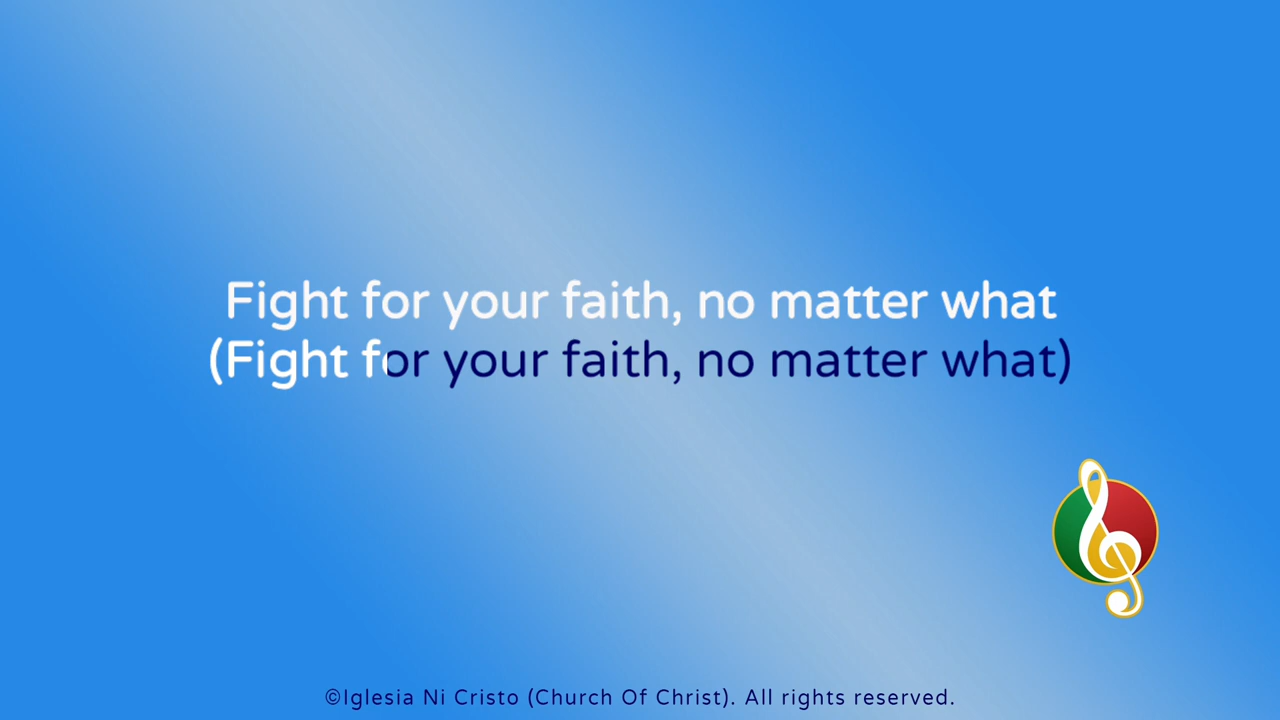 Fight for your faith, no matter what
(Fight for your faith, no matter what)
©Iglesia Ni Cristo (Church Of Christ). All rights reserved.